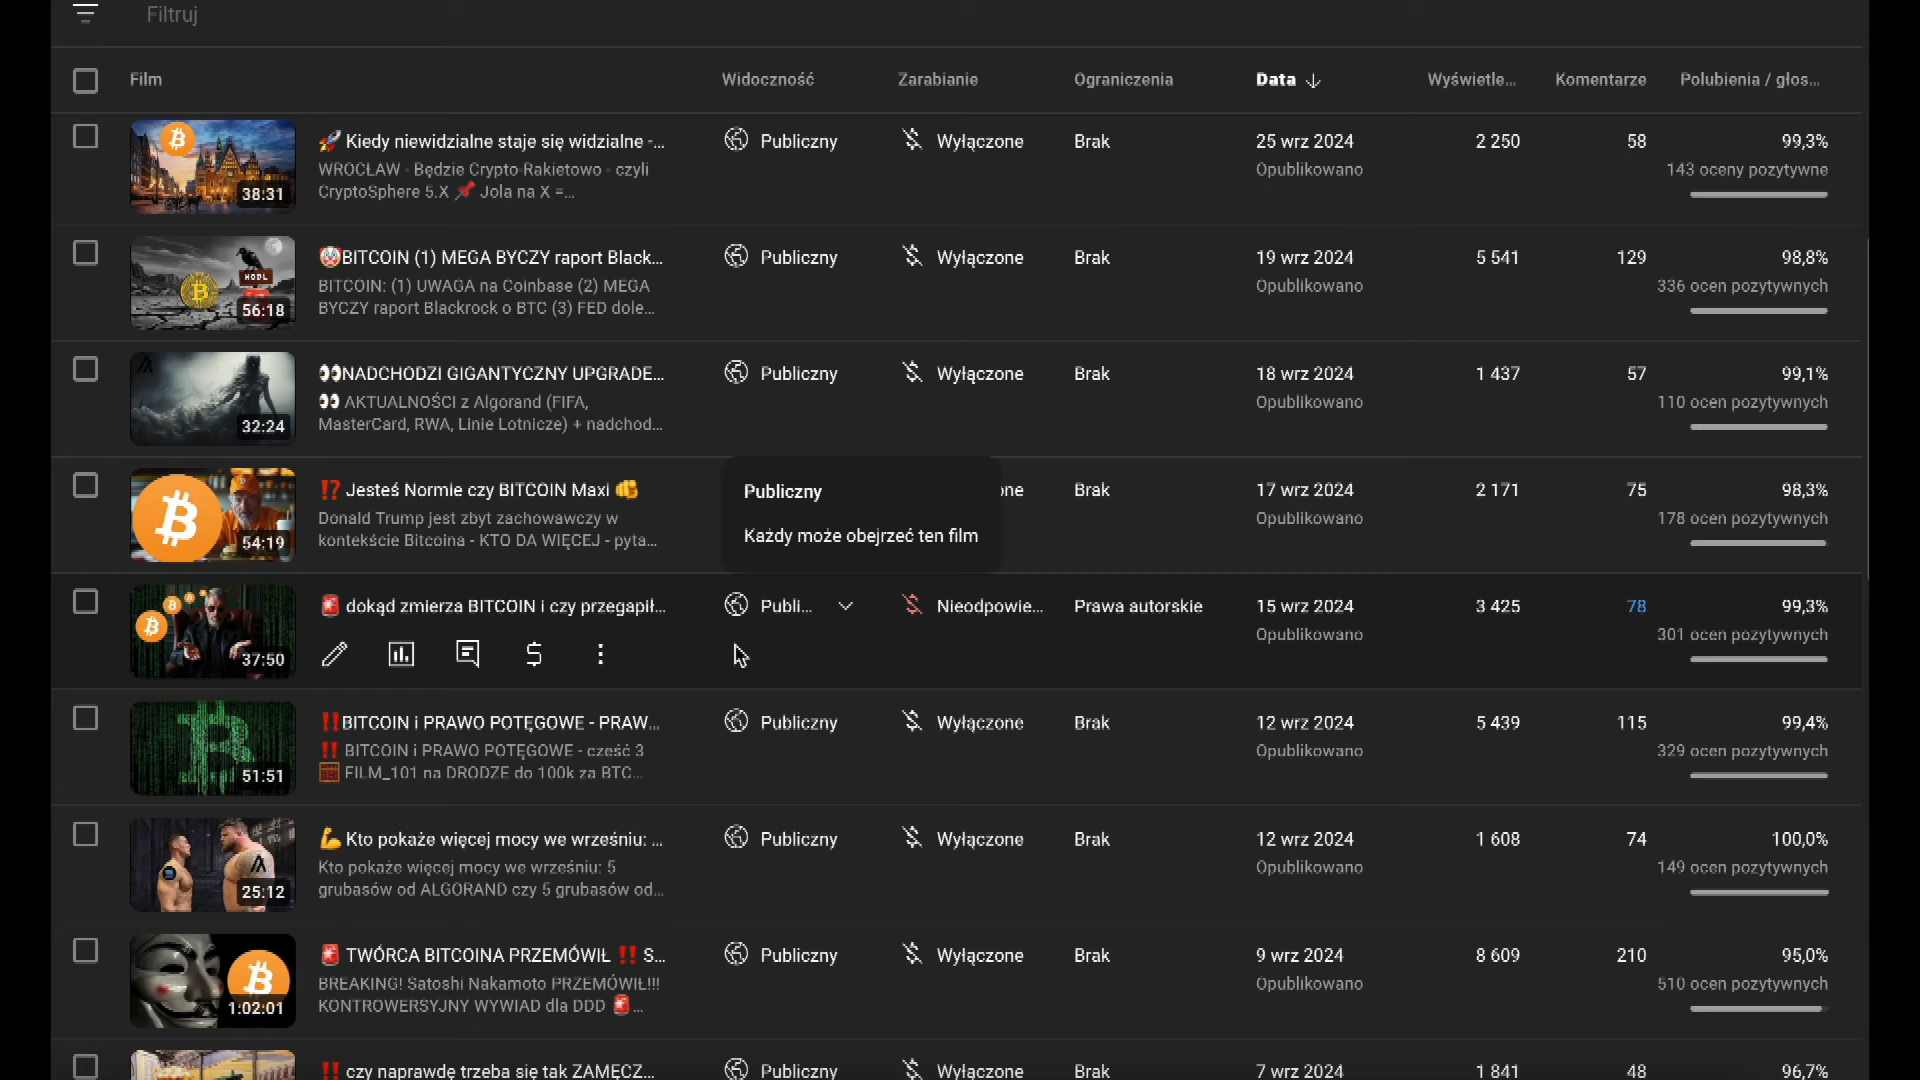 Filtruj
Film Widoczność Zarabianie Ograniczenia Data Wyświetle... Komentarze Polubienia / głos...
🚀 Kiedy niewidzialne staje się widzialne -... Publiczny Wyłączone Brak 25 wrz 2024 2 250 58 99,3%
WROCŁAW - Będzie Crypto-Rakietowo - czyli Opublikowano 143 oceny pozytywne
CryptoSphere 5.X 📌 Jola na X =...
38:31
🤡BITCOIN (1) MEGA BYCZY raport Black... Publiczny Wyłączone Brak 19 wrz 2024 5 541 129 98,8%
BITCOIN: (1) UWAGA na Coinbase (2) MEGA Opublikowano 336 ocen pozytywnych
BYCZY raport Blackrock o BTC (3) FED dole...
HODL
56:18
👀NADCHODZI GIGANTYCZNY UPGRADE... Publiczny Wyłączone Brak 18 wrz 2024 1 437 57 99,1%
👀 AKTUALNOŚCI z Algorand (FIFA, Opublikowano 110 ocen pozytywnych
MasterCard, RWA, Linie Lotnicze) + nadchod...
32:24
⁉️ Jesteś Normie czy BITCOIN Maxi 🫵 Publiczny one Brak 17 wrz 2024 2 171 75 98,3%
Donald Trump jest zbyt zachowawczy w Opublikowano 178 ocen pozytywnych
kontekście Bitcoina - KTO DA WIĘCEJ - pyta... Każdy może obejrzeć ten film
54:19
🚨 dokąd zmierza BITCOIN i czy przegapił... Publi... Nieodpowie... Prawa autorskie 15 wrz 2024 3 425 78 99,3%
Opublikowano 301 ocen pozytywnych
37:50
‼️BITCOIN i PRAWO POTĘGOWE - PRAW... Publiczny Wyłączone Brak 12 wrz 2024 5 439 115 99,4%
‼️ BITCOIN i PRAWO POTĘGOWE - cześć 3 Opublikowano 329 ocen pozytywnych
🧮 FILM_101 na DRODZE do 100k za BTC...
51:51
💪 Kto pokaże więcej mocy we wrześniu: ... Publiczny Wyłączone Brak 12 wrz 2024 1 608 74 100,0%
Kto pokaże więcej mocy we wrześniu: 5 Opublikowano 149 ocen pozytywnych
grubasów od ALGORAND czy 5 grubasów od...
25:12
🚨 TWÓRCA BITCOINA PRZEMÓWIŁ ‼️ S... Publiczny Wyłączone Brak 9 wrz 2024 8 609 210 95,0%
BREAKING! Satoshi Nakamoto PRZEMÓWIŁ!!! Opublikowano 510 ocen pozytywnych
KONTROWERSYJNY WYWIAD dla DDD 🚨...
1:02:01
‼️ czy naprawdę trzeba się tak ZAMĘCZ... Publiczny Wyłączone Brak 7 wrz 2024 1 841 48 96,7%